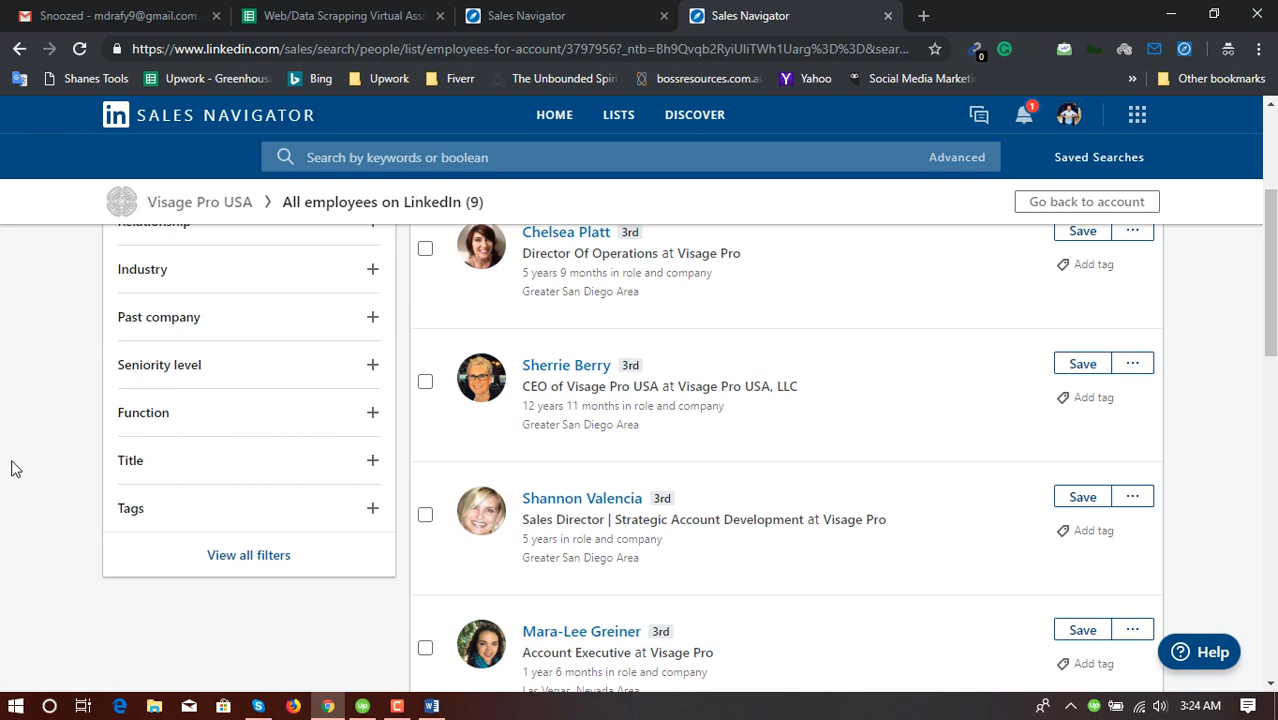 Snoozed - mdrafy9@gmail.com
Web/Data Scrapping Virtual Assi
Sales Navigator
Sales Navigator
https://www.linkedin.com/sales/search/people/list/employees-for-account/3797956?_ntb=Bh9Qvqb2RyiUliTWh1Uarg%3D%3D&sear...
0
Shanes Tools
Upwork - Greenhous
Bing
Upwork
Fiverr
The Unbounded Spiri
bossresources.com.au
Yahoo
Social Media Marketi
Other bookmarks
in SALES NAVIGATOR
HOME
LISTS
DISCOVER
1
Search by keywords or boolean
Advanced
Saved Searches
Visage Pro USA
All employees on LinkedIn (9)
Go back to account
Relationship
Industry
Past company
Seniority level
Function
Title
Tags
View all filters
Chelsea Platt 3rd
Director Of Operations at Visage Pro
5 years 9 months in role and company
Greater San Diego Area
Save ...
Add tag
Sherrie Berry 3rd
CEO of Visage Pro USA at Visage Pro USA, LLC
12 years 11 months in role and company
Greater San Diego Area
Save ...
Add tag
Shannon Valencia 3rd
Sales Director | Strategic Account Development at Visage Pro
5 years in role and company
Greater San Diego Area
Save ...
Add tag
Mara-Lee Greiner 3rd
Account Executive at Visage Pro
1 year 6 months in role and company
Las Vegas, Nevada Area
Save ...
Add tag
Help
3:24 AM